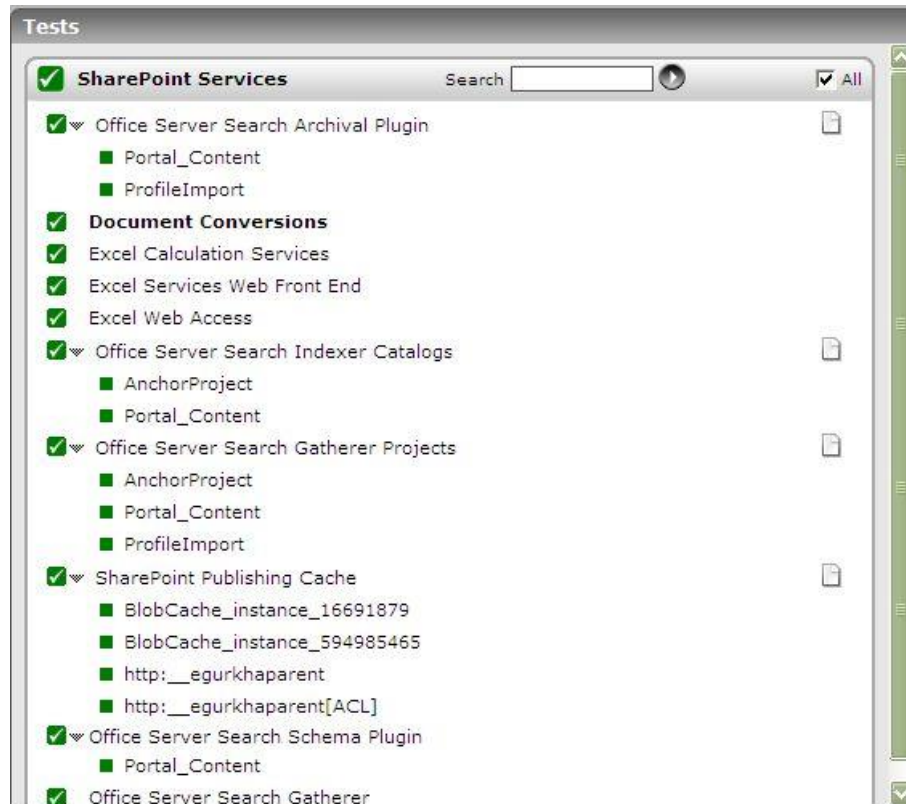 Tests
SharePoint Services Search All
Office Server Search Archival Plugin
Portal_Content
ProfileImport
Document Conversions
Excel Calculation Services
Excel Services Web Front End
Excel Web Access
Office Server Search Indexer Catalogs
AnchorProject
Portal_Content
Office Server Search Gatherer Projects
AnchorProject
Portal_Content
ProfileImport
SharePoint Publishing Cache
BlobCache_instance_16691879
BlobCache_instance_594985465
http:__egurkhaparent
http:__egurkhaparent[ACL]
Office Server Search Schema Plugin
Portal_Content
Office Server Search Gatherer